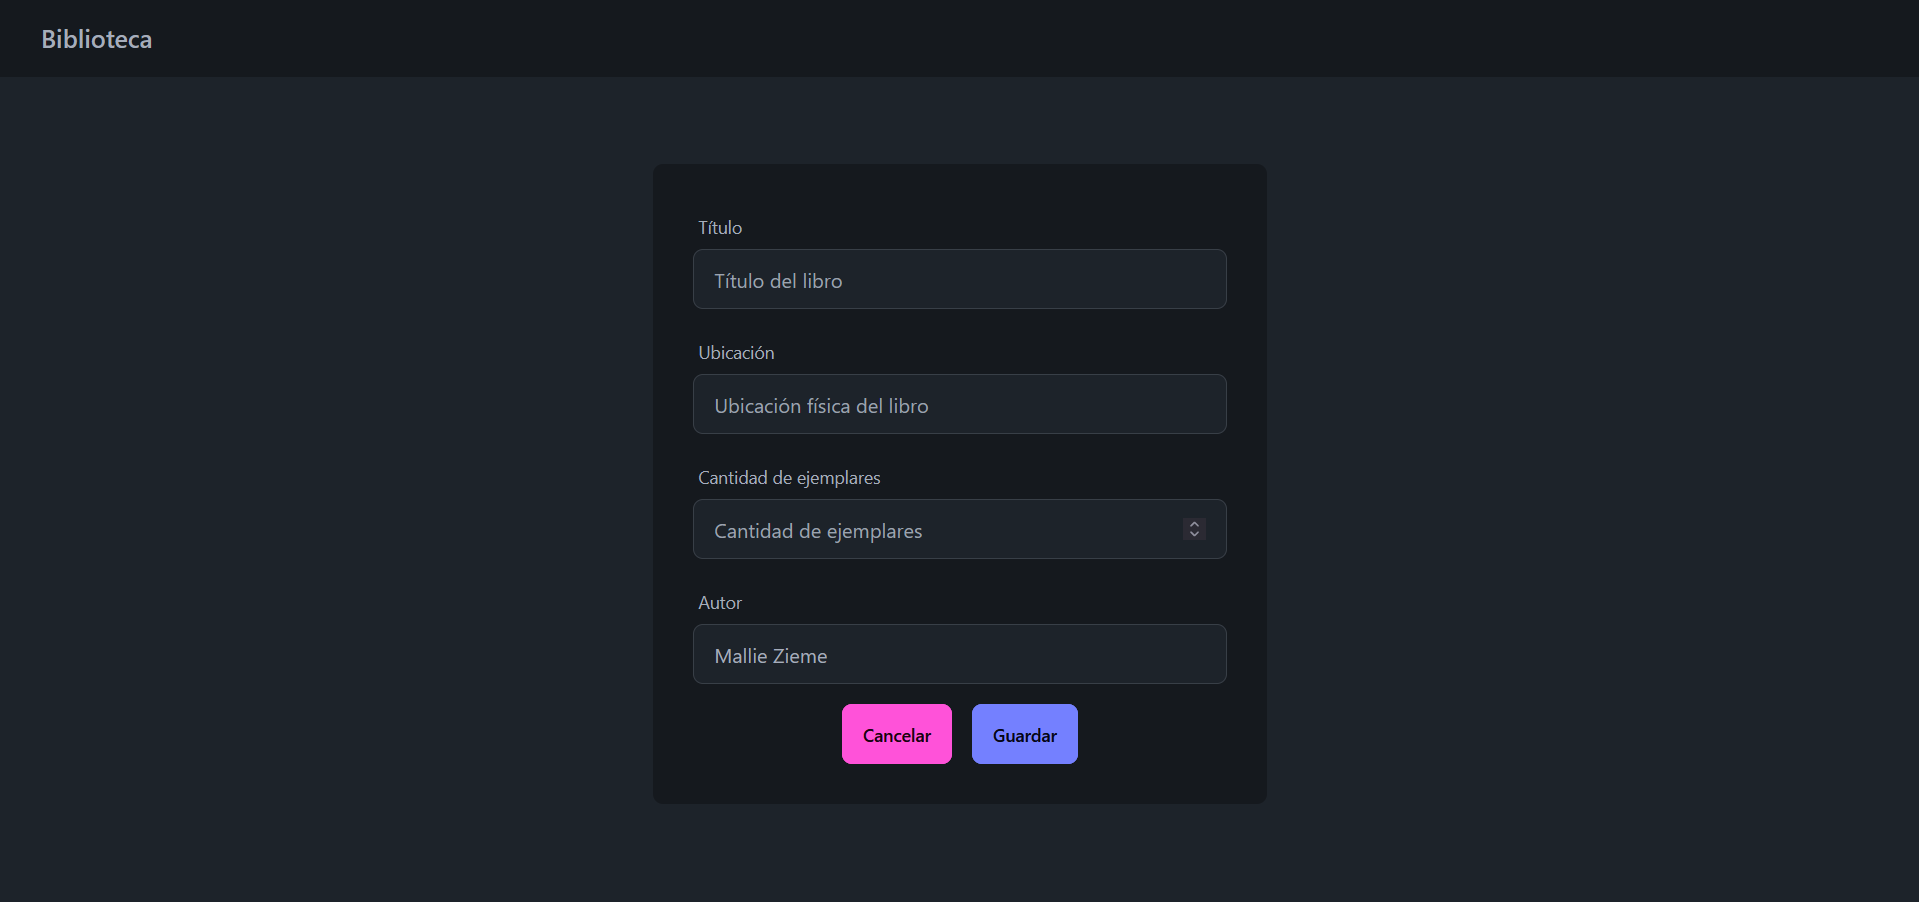 Biblioteca
Título
Título del libro
Ubicación
Ubicación física del libro
Cantidad de ejemplares
Cantidad de ejemplares
Autor
Mallie Zieme
Cancelar Guardar